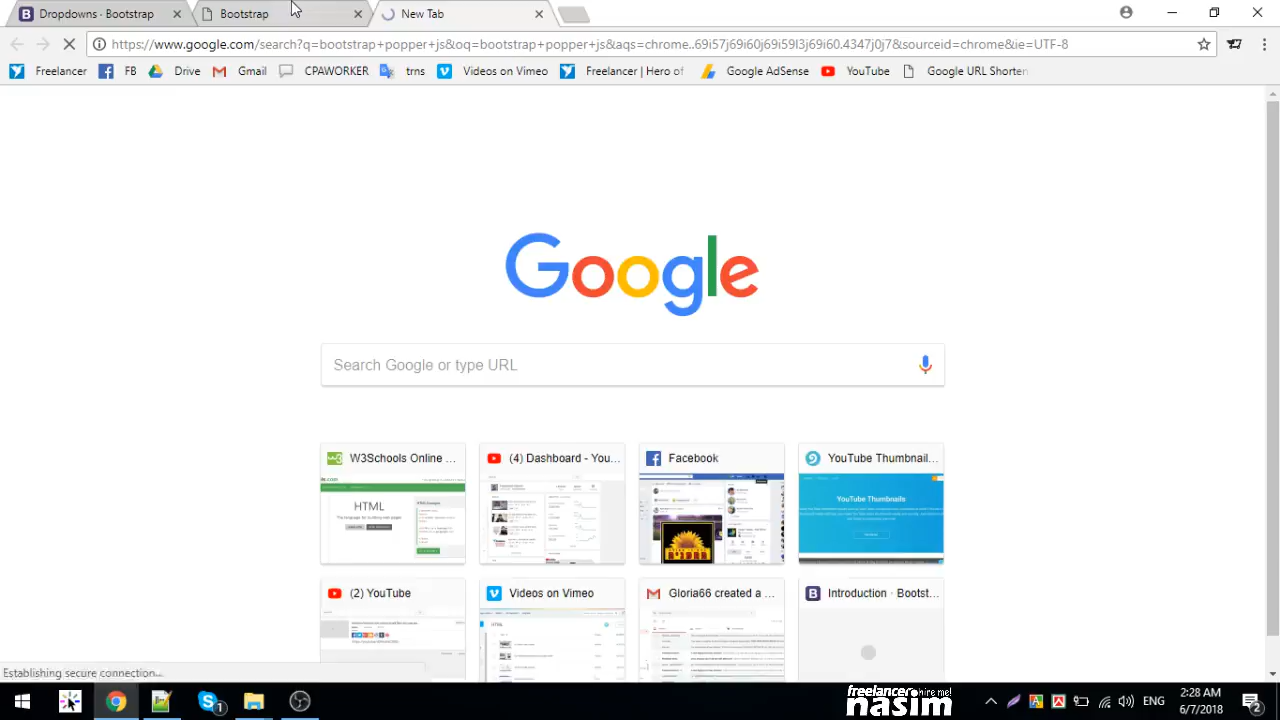 Dropdowns · Bootstrap
Bootstrap
New Tab
https://www.google.com/search?q=bootstrap+popper+js&oq=bootstrap+popper+js&aqs=chrome..69i57j69i60j69i59l3j69i60.4347j0j7&sourceid=chrome&ie=UTF-8
Freelancer FB Drive Gmail CPAWORKER trns Videos on Vimeo Freelancer | Hero of Google AdSense YouTube Google URL Shorten
Google
Search Google or type URL
W3Schools Online ... (4) Dashboard - You... Facebook YouTube Thumbnail...
HTML
YouTube Thumbnails
(2) YouTube Videos on Vimeo Gloria66 created a ... Introduction · Bootst...
freelancer hire me!
nasim
ENG
2:28 AM
6/7/2018
1
2